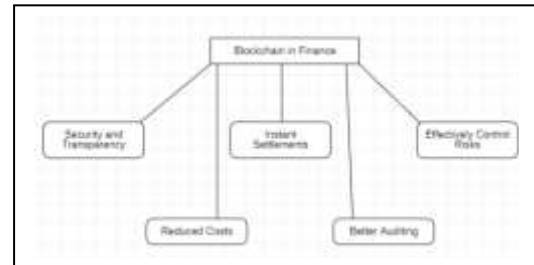 Blockchain in Finance
Security and
Transparency
Instant
Settlements
Effectively Control
Risks
Reduced Costs
Better Auditing